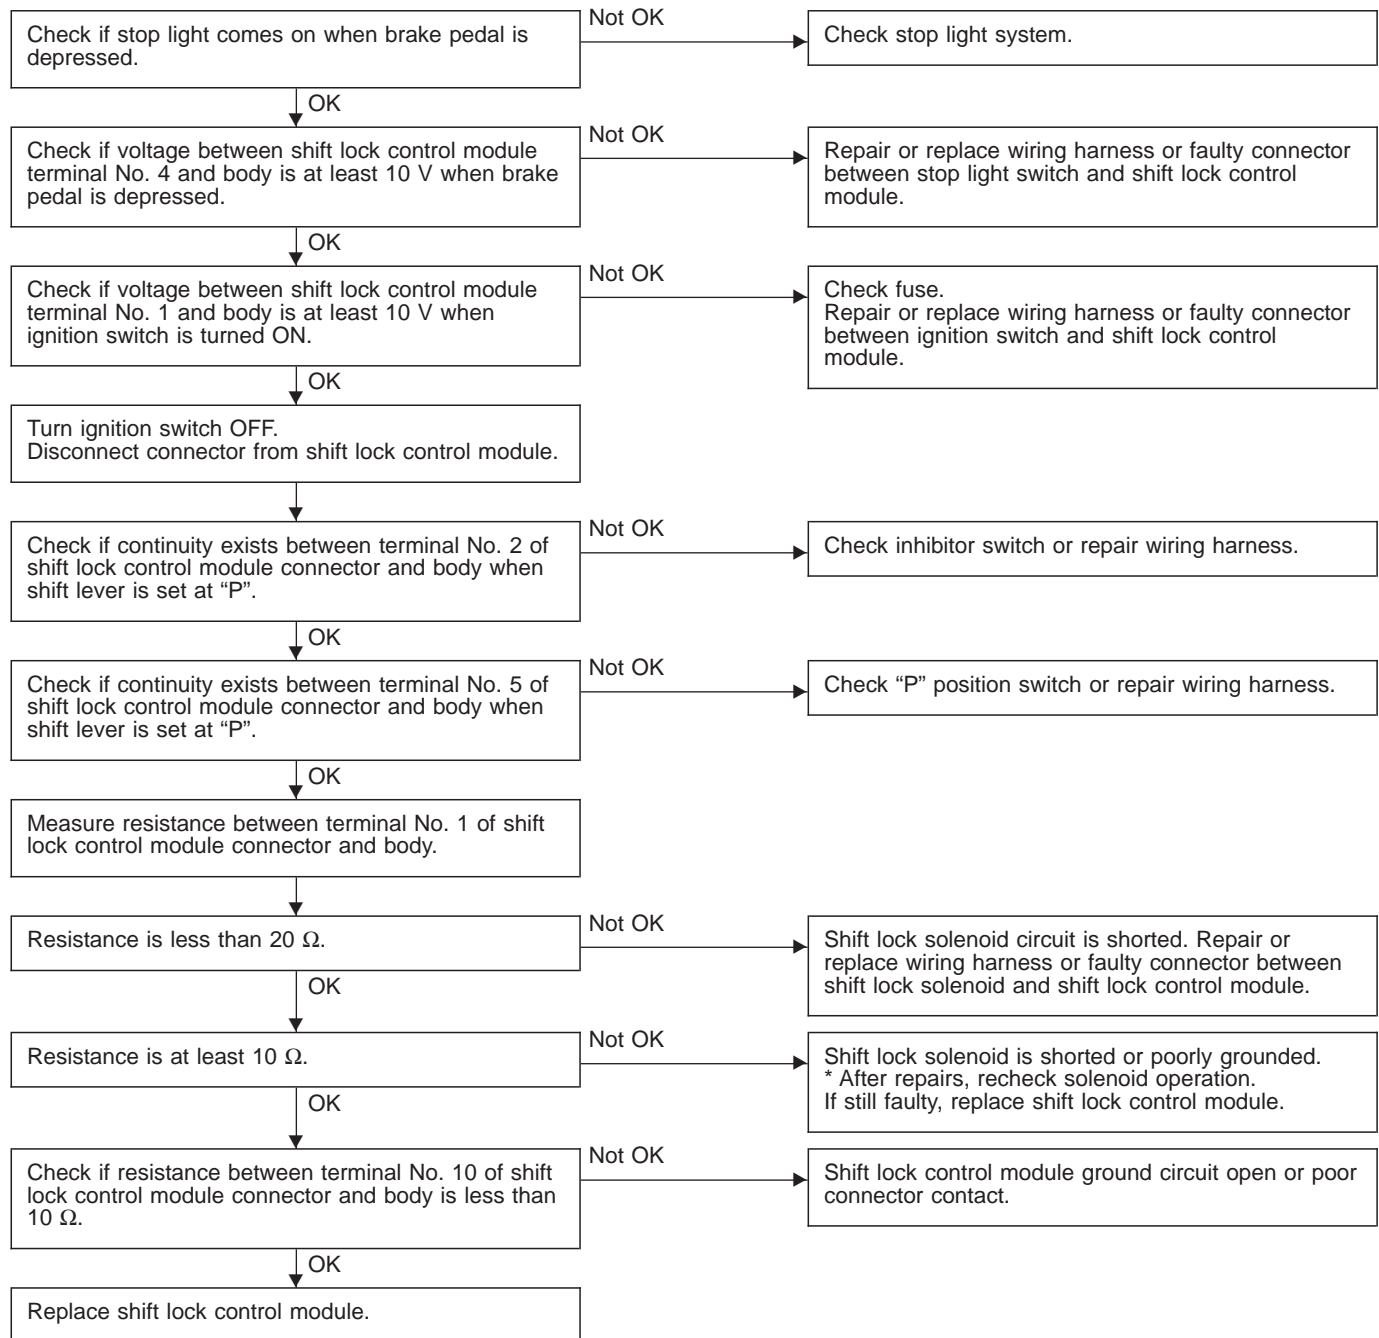 Check if stop light comes on when brake pedal is
depressed.
Not OK
Check stop light system.
OK
Check if voltage between shift lock control module
terminal No. 4 and body is at least 10 V when brake
pedal is depressed.
Not OK
Repair or replace wiring harness or faulty connector
between stop light switch and shift lock control
module.
OK
Check if voltage between shift lock control module
terminal No. 1 and body is at least 10 V when
ignition switch is turned ON.
Not OK
Check fuse.
Repair or replace wiring harness or faulty connector
between ignition switch and shift lock control
module.
OK
Turn ignition switch OFF.
Disconnect connector from shift lock control module.
Check if continuity exists between terminal No. 2 of
shift lock control module connector and body when
shift lever is set at “P”.
Not OK
Check inhibitor switch or repair wiring harness.
OK
Check if continuity exists between terminal No. 5 of
shift lock control module connector and body when
shift lever is set at “P”.
Not OK
Check “P” position switch or repair wiring harness.
OK
Measure resistance between terminal No. 1 of shift
lock control module connector and body.
Resistance is less than 20 Ω.
Not OK
Shift lock solenoid circuit is shorted. Repair or
replace wiring harness or faulty connector between
shift lock solenoid and shift lock control module.
OK
Resistance is at least 10 Ω.
Not OK
Shift lock solenoid is shorted or poorly grounded.
* After repairs, recheck solenoid operation.
If still faulty, replace shift lock control module.
OK
Check if resistance between terminal No. 10 of shift
lock control module connector and body is less than
10 Ω.
Not OK
Shift lock control module ground circuit open or poor
connector contact.
OK
Replace shift lock control module.